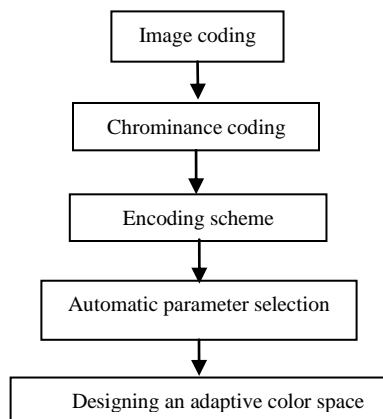 Image coding
Chrominance coding
Encoding scheme
Automatic parameter selection
Designing an adaptive color space